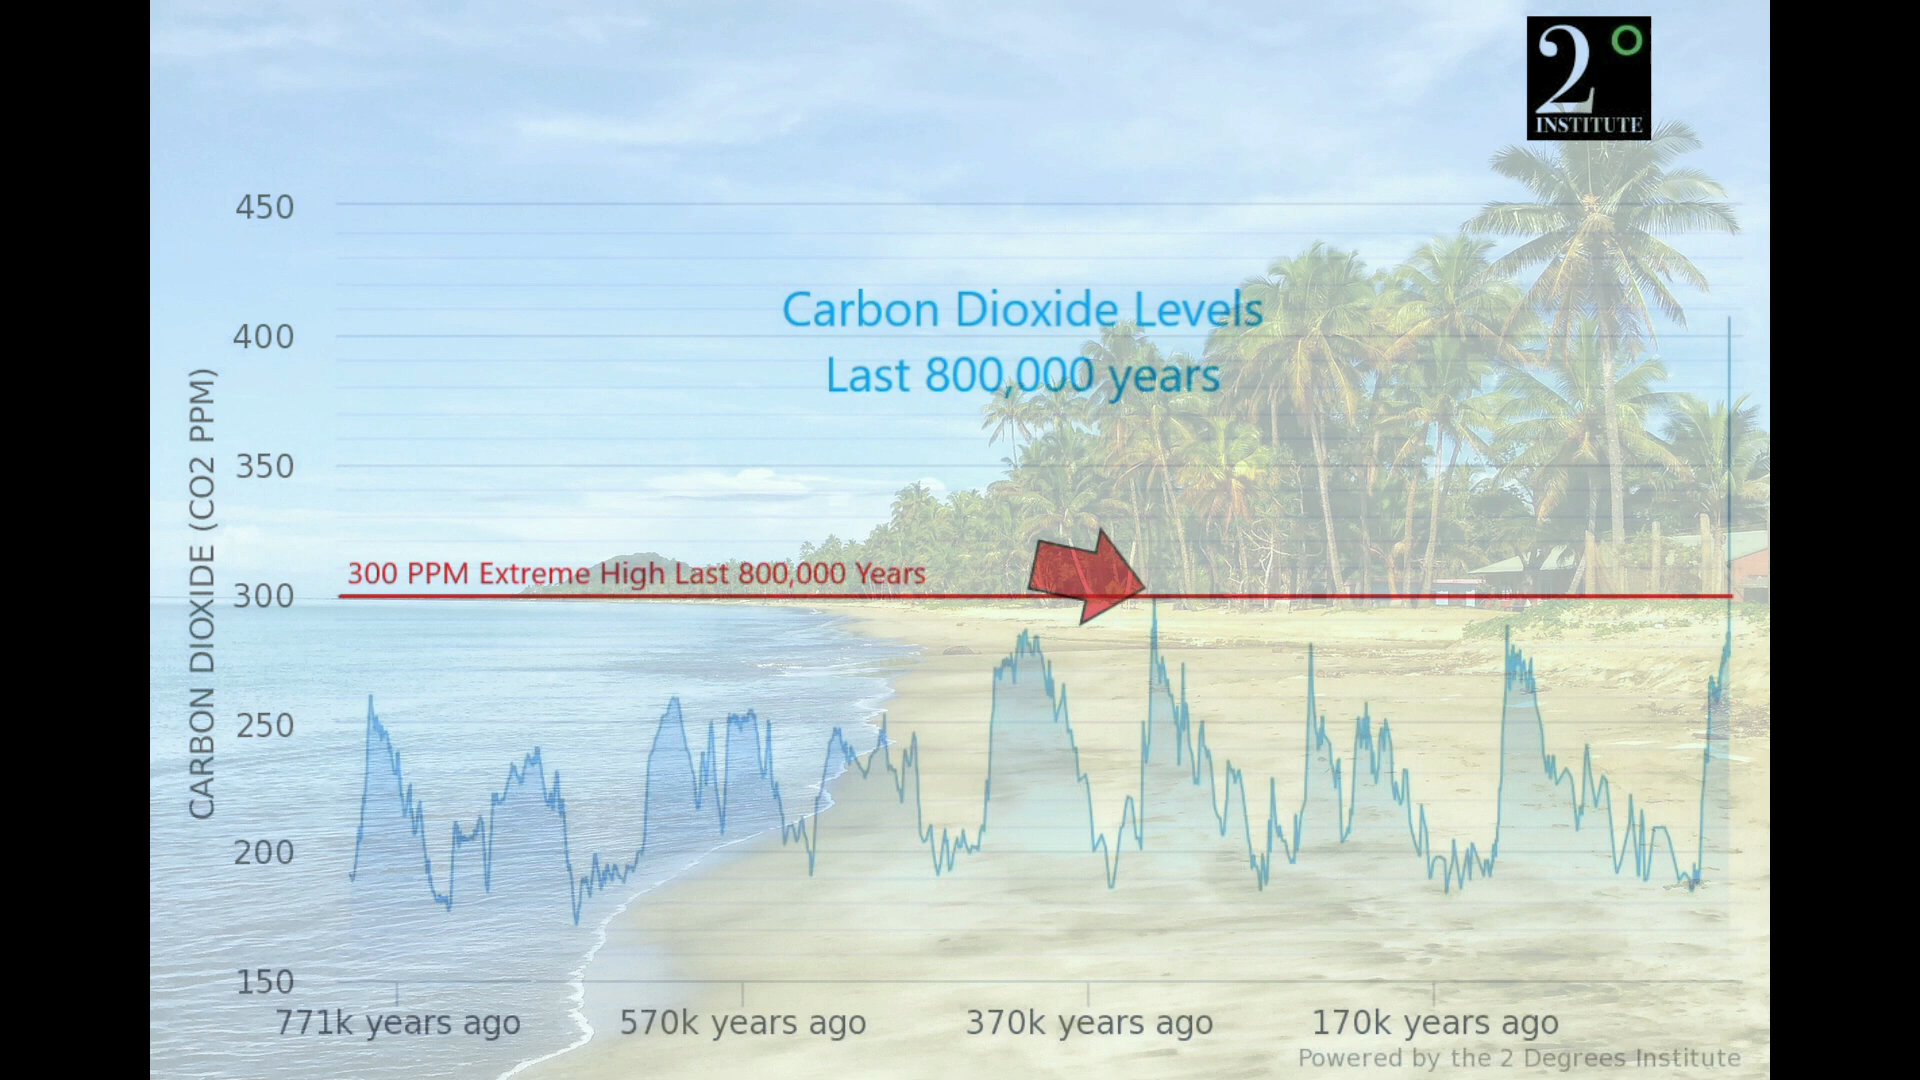 2°
INSTITUTE
450
Carbon Dioxide Levels
400
Last 800,000 years
350
300 PPM Extreme High Last 800,000 Years
300
250
200
150
CARBON DIOXIDE (CO2 PPM)
771k years ago 570k years ago 370k years ago 170k years ago
Powered by the 2 Degrees Institute